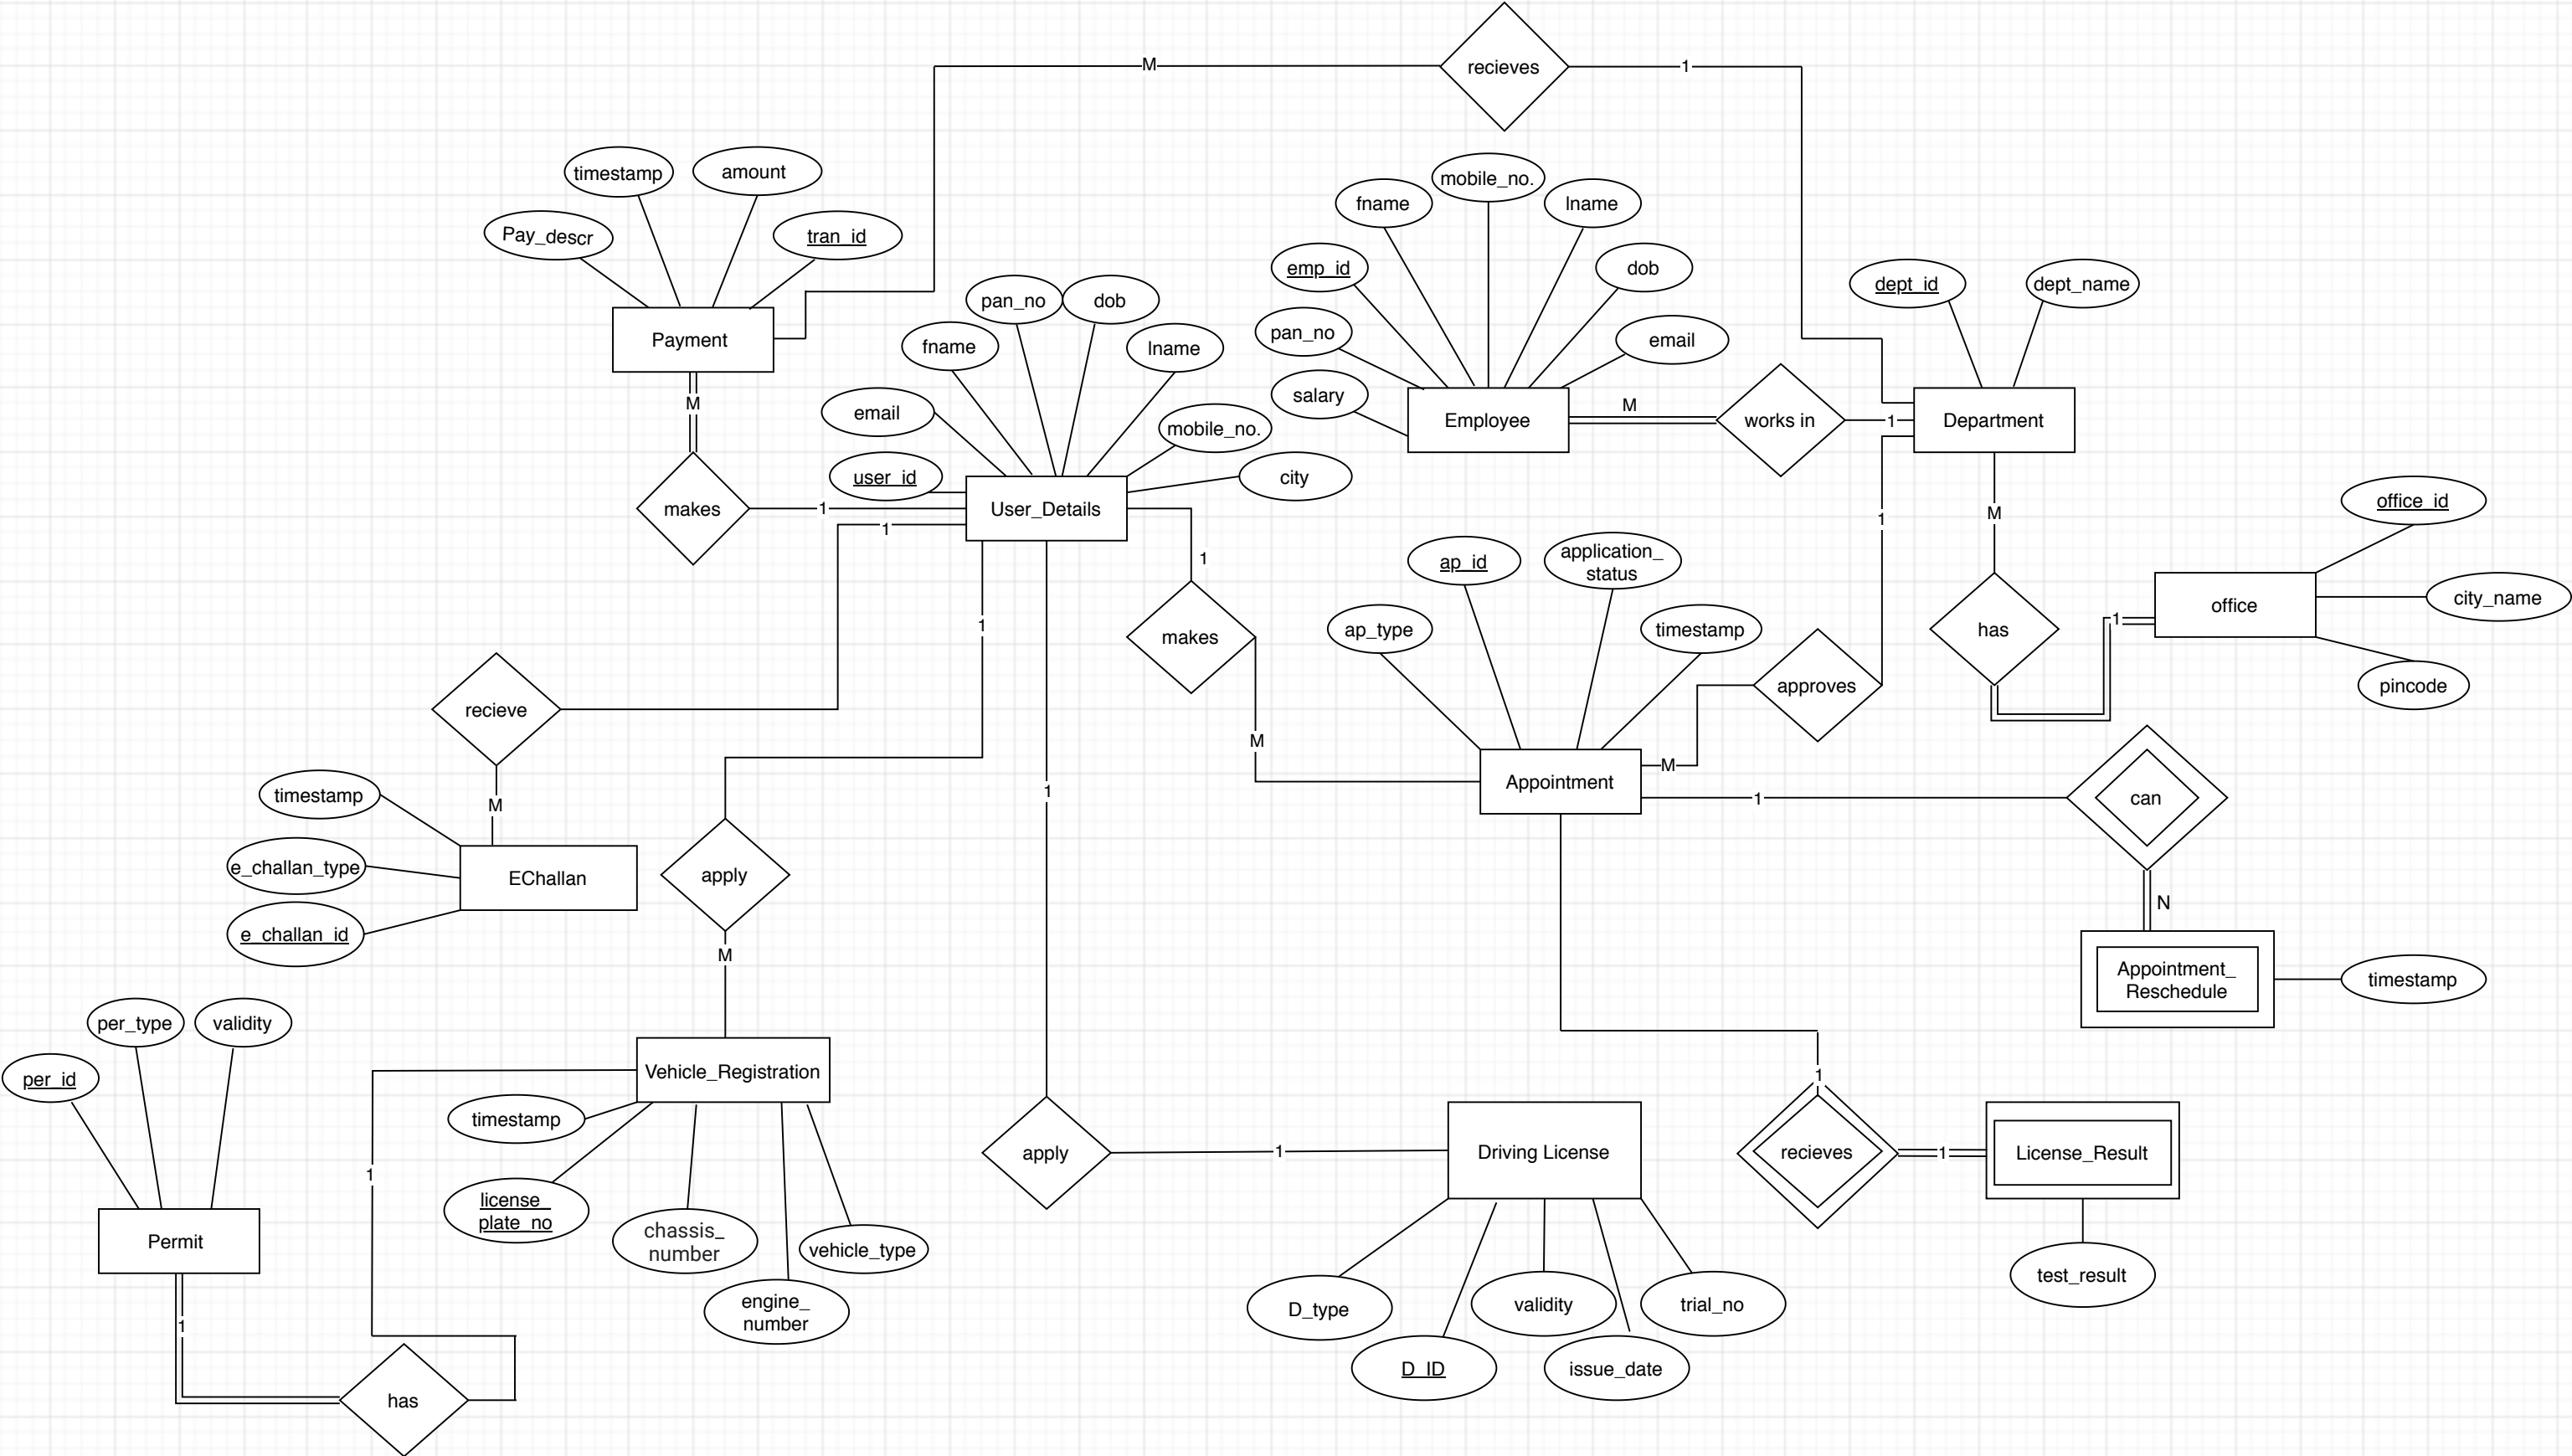 recieves
M
1
timestamp
amount
Pay_descr
tran_id
Payment
M
makes
1
fname
mobile_no.
lname
emp_id
dob
pan_no
email
salary
Employee
M
works in
1
dept_id
dept_name
Department
pan_no
dob
fname
lname
email
mobile_no.
user_id
city
User_Details
1
1
1
1
makes
M
1
1
M
has
1
office
office_id
city_name
pincode
ap_id
application_
status
ap_type
timestamp
approves
M
Appointment
1
can
N
Appointment_
Reschedule
timestamp
recieve
M
timestamp
e_challan_type
e_challan_id
EChallan
apply
M
Vehicle_Registration
timestamp
license_
plate_no
chassis_
number
engine_
number
vehicle_type
per_type
validity
per_id
Permit
1
1
has
apply
1
Driving License
D_type
D_ID
validity
issue_date
trial_no
1
recieves
1
License_Result
test_result